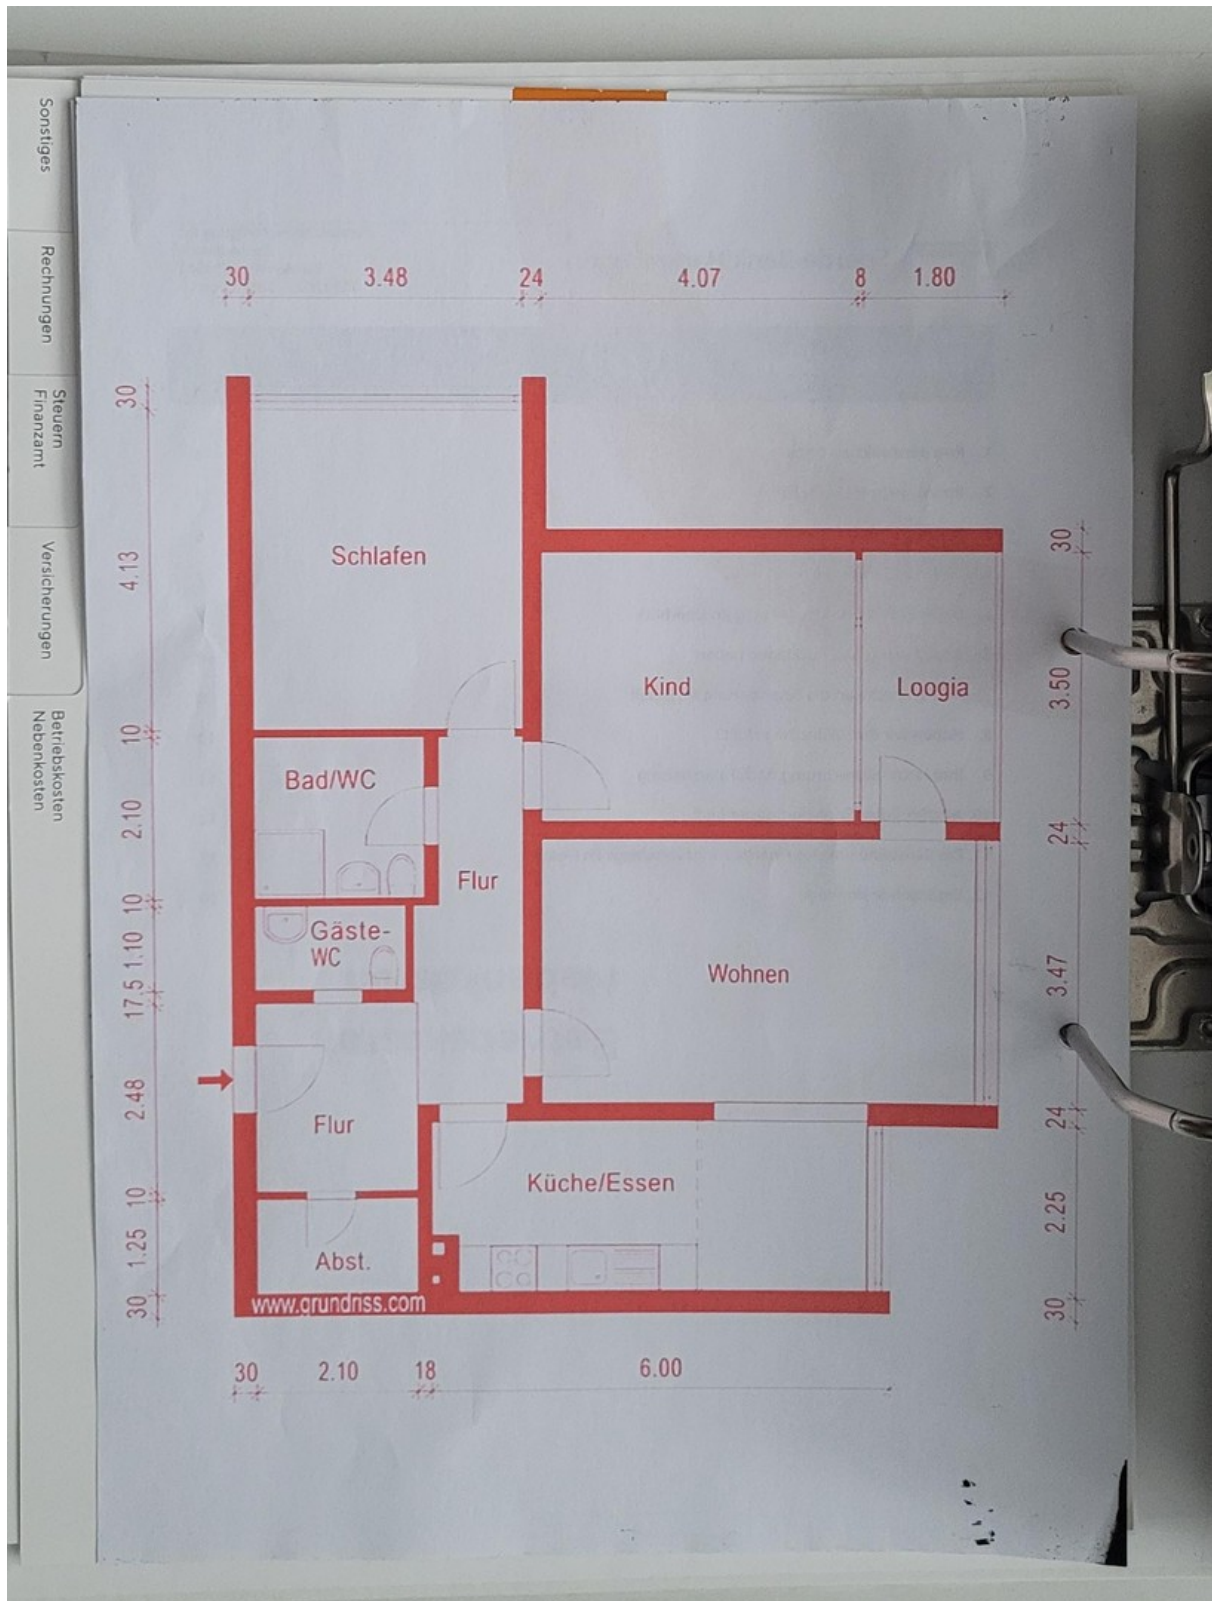 Sonstiges
Rechnungen
Steuern
Finanzamt
Versicherungen
Betriebskosten
Nebenkosten
30 3.48 24 4.07 8 1.80
30
4.13
10
2.10
10
1.10
17.5
2.48
10
1.25
30
Schlafen
Kind
Loogia
Bad/WC
Flur
Gäste-
WC
Wohnen
Flur
Küche/Essen
Abst.
www.grundriss.com
30
3.50
24
3.47
24
2.25
30
30 2.10 18 6.00